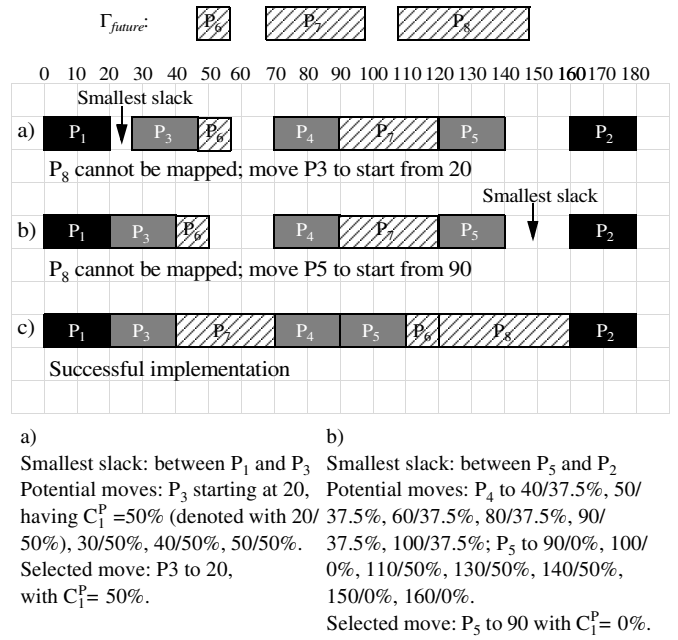 Γfuture: P6 P7 P8
0 10 20 30 40 50 60 70 80 90 100 110 120 130 140 150 160 170 180
Smallest slack
a) P1 P3 P6 P4 P7 P5 P2
P8 cannot be mapped; move P3 to start from 20
Smallest slack
b) P1 P3 P6 P4 P7 P5 P2
P8 cannot be mapped; move P5 to start from 90
c) P1 P3 P7 P4 P5 P6 P8 P2
Successful implementation
a)
Smallest slack: between P1 and P3
Potential moves: P3 starting at 20,
having C1P =50% (denoted with 20/
50%), 30/50%, 40/50%, 50/50%.
Selected move: P3 to 20,
with C1P= 50%.
b)
Smallest slack: between P5 and P2
Potential moves: P4 to 40/37.5%, 50/
37.5%, 60/37.5%, 80/37.5%, 90/
37.5%, 100/37.5%; P5 to 90/0%, 100/
0%, 110/50%, 130/50%, 140/50%,
150/0%, 160/0%.
Selected move: P5 to 90 with C1P= 0%.